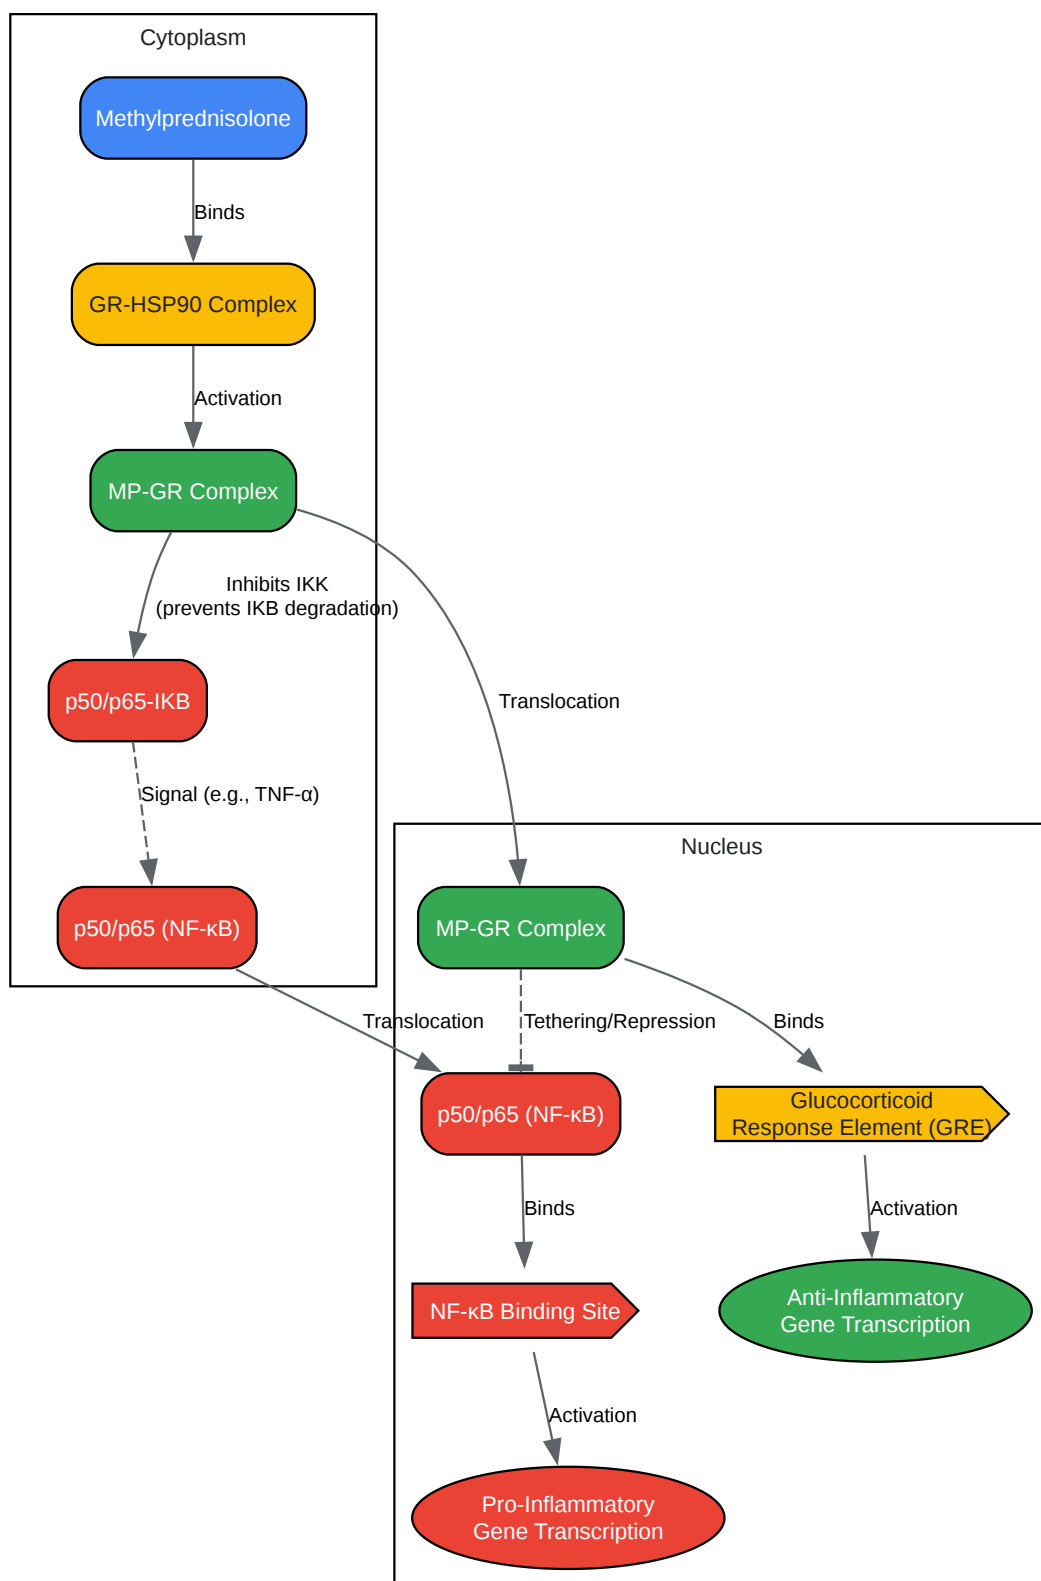 Cytoplasm
Methylprednisolone
Binds
GR-HSP90 Complex
Activation
MP-GR Complex
Inhibits IKK
(prevents IKB degradation)
p50/p65-IKB
Translocation
Signal (e.g., TNF-α)
Nucleus
p50/p65 (NF-κB)
MP-GR Complex
Translocation
Tethering/Repression
Binds
p50/p65 (NF-κB)
Glucocorticoid
Response Element (GRE)
Binds
Activation
NF-κB Binding Site
Anti-Inflammatory
Gene Transcription
Activation
Pro-Inflammatory
Gene Transcription